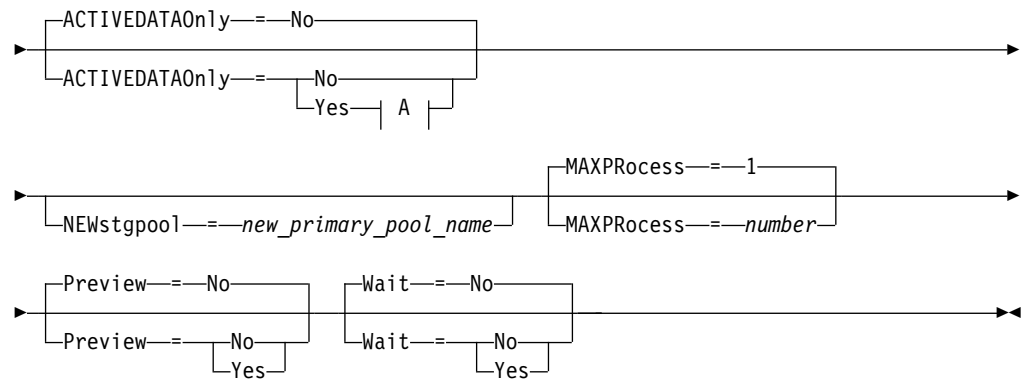 ACTIVEDATAOnly = No
ACTIVEDATAOnly = No
Yes A
MAXPRocess = 1
NEWstgpool = new_primary_pool_name MAXPRocess = number
Preview = No Wait = No
Preview = No Wait = No
Yes Yes